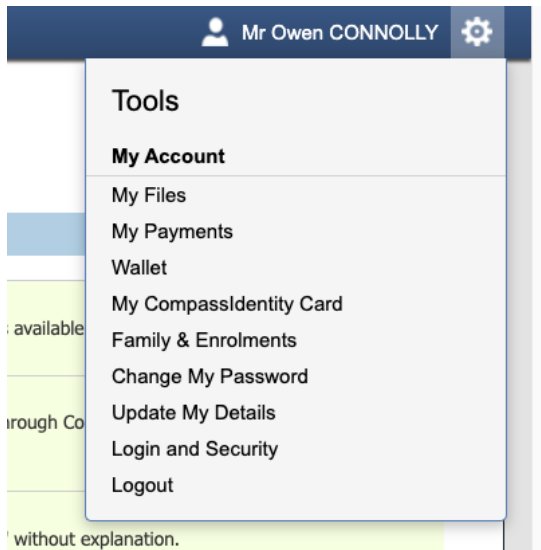 Mr Owen CONNOLLY
Tools
My Account
My Files
My Payments
Wallet
My CompassIdentity Card
available
Family & Enrolments
Change My Password
Update My Details
rough Co
Login and Security
Logout
' without explanation.